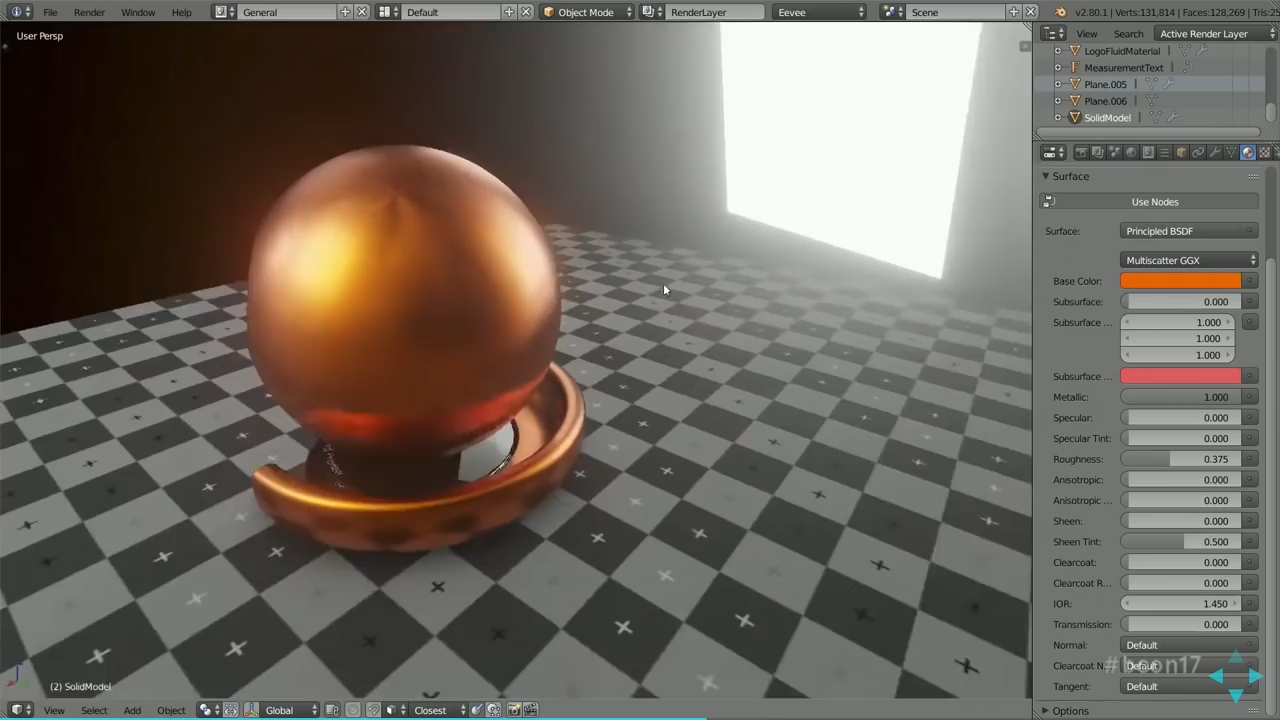 File Render Window Help General Default Object Mode RenderLayer Eevee Scene v2.80.1 | Verts:131,814 | Faces:128,269 | Tris:
User Persp
View Search Active Render Layer
LogoFluidMaterial
MeasurementText
Plane.005
Plane.006
SolidModel
Surface
Use Nodes
Surface: Principled BSDF
Multiscatter GGX
Base Color:
Subsurface: 0.000
Subsurface ... 1.000
1.000
1.000
Subsurface ...
Metallic: 1.000
Specular: 0.000
Specular Tint: 0.000
Roughness: 0.375
Anisotropic: 0.000
Anisotropic ... 0.000
Sheen: 0.000
Sheen Tint: 0.500
Clearcoat: 0.000
Clearcoat R... 0.000
IOR: 1.450
Transmission: 0.000
Normal: Default
Clearcoat N... Default
#bcon17
Tangent: Default
(2) SolidModel
View Select Add Object Global Closest
Options